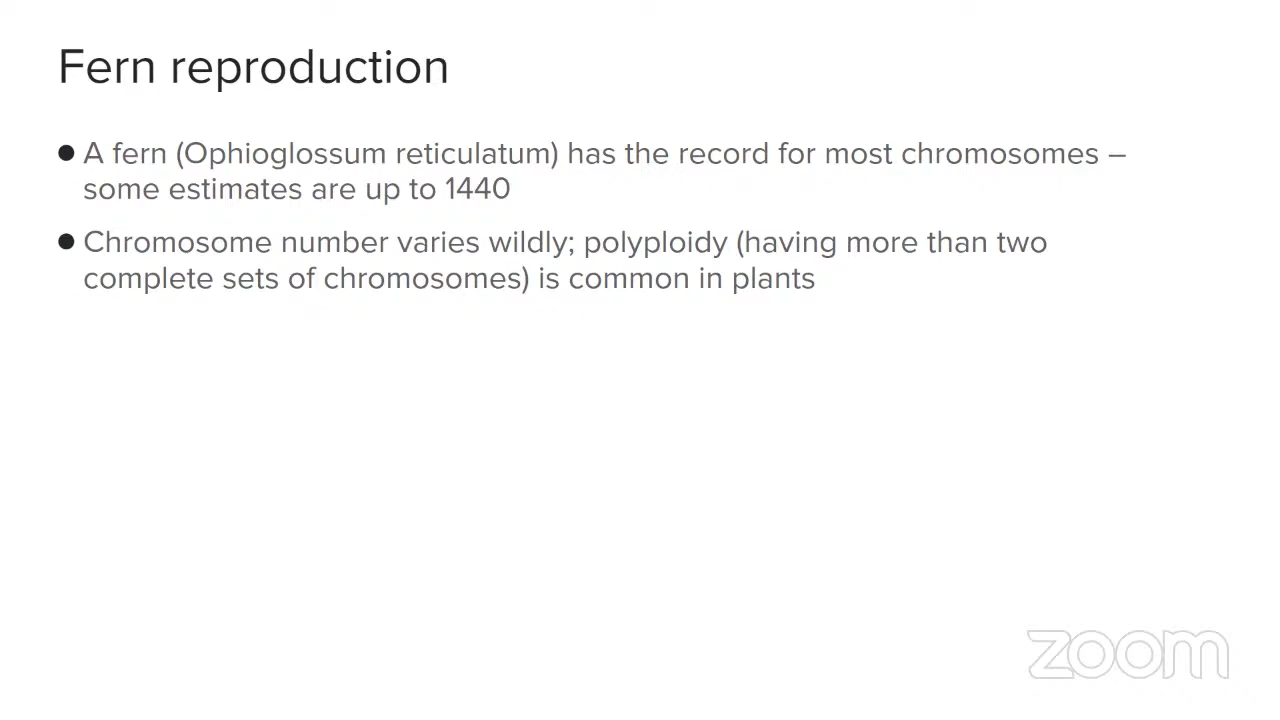 Fern reproduction
● A fern (Ophioglossum reticulatum) has the record for most chromosomes –
some estimates are up to 1440
● Chromosome number varies wildly; polyploidy (having more than two
complete sets of chromosomes) is common in plants
zoom